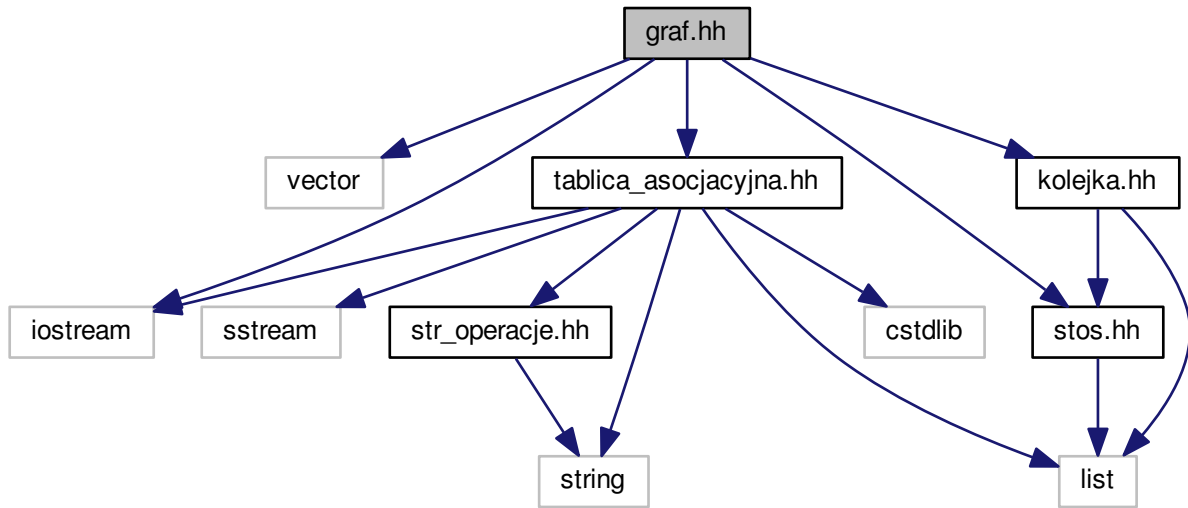 graf.hh
vector
tablica_asocjacyjna.hh
kolejka.hh
iostream
sstream
str_operacje.hh
cstdlib
stos.hh
string
list